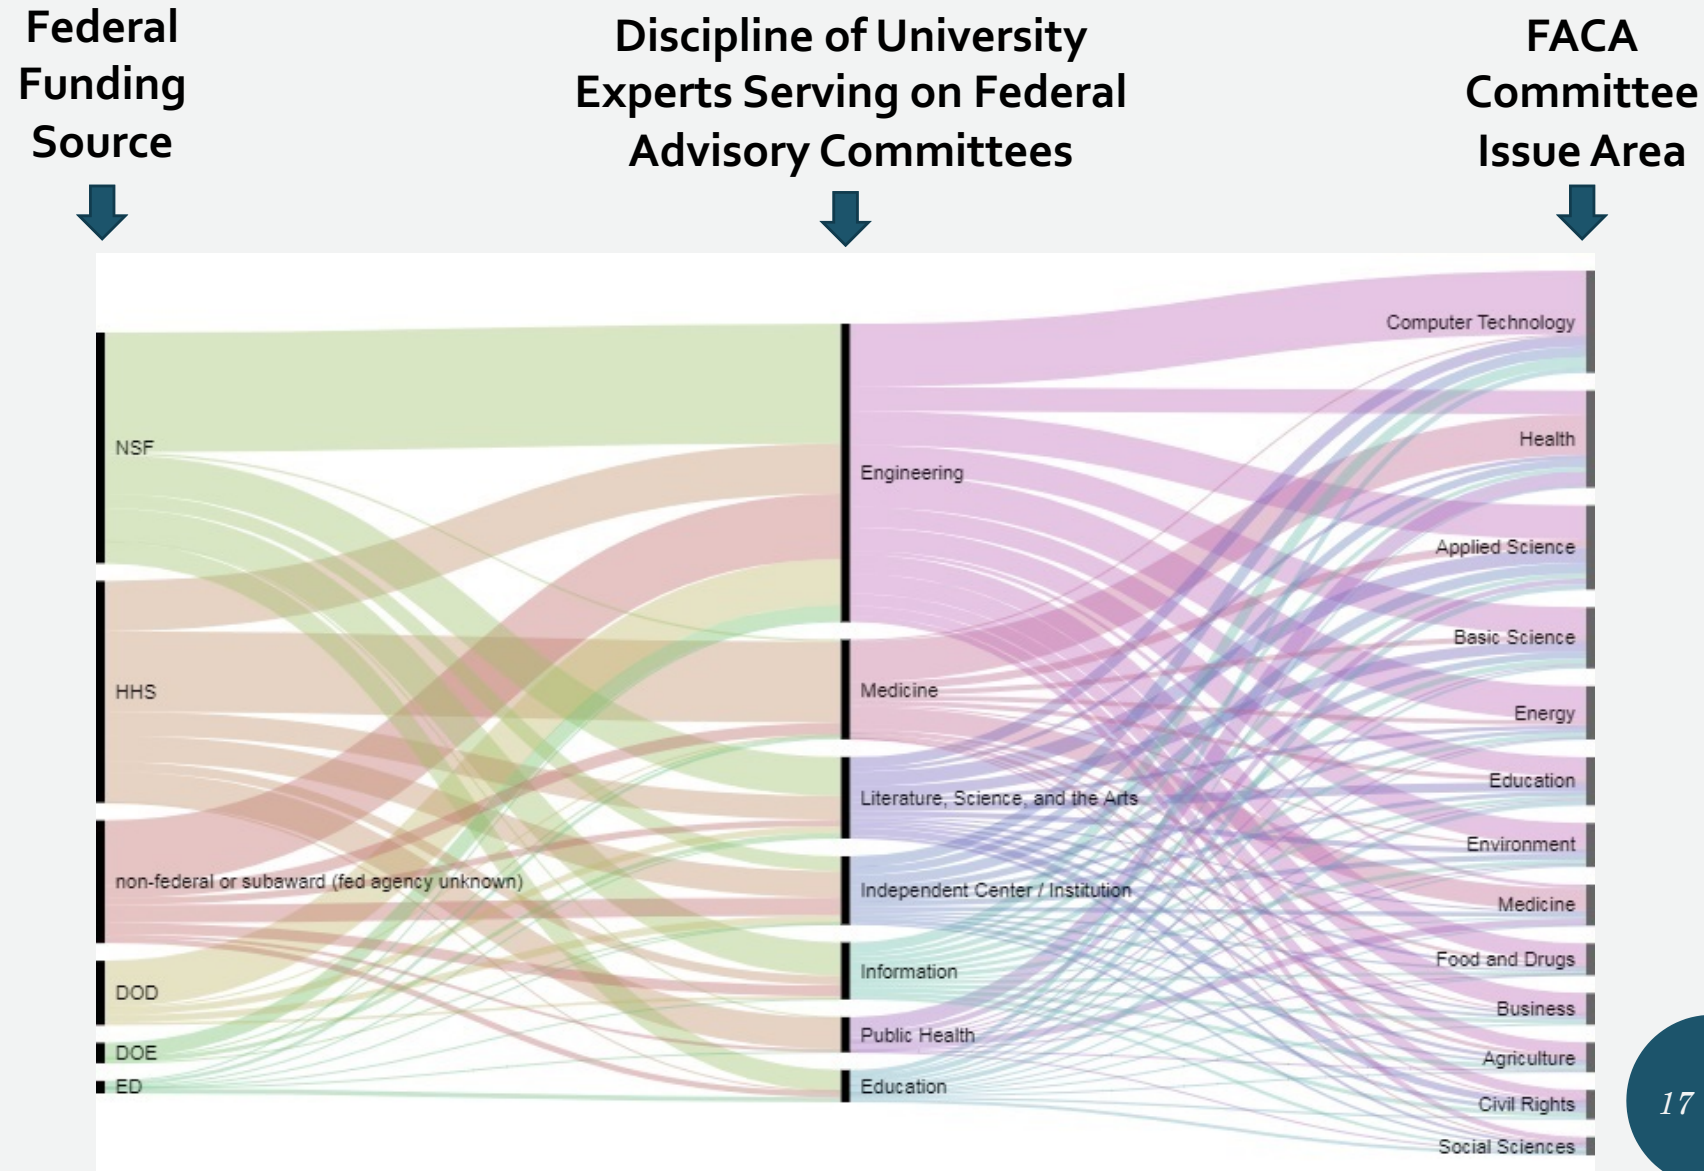 Federal
Funding
Source
Discipline of University
Experts Serving on Federal
Advisory Committees
FACA
Committee
Issue Area
NSF
HHS
non-federal or subaward (fed agency unknown)
DOD
DOE
ED
Engineering
Medicine
Literature, Science, and the Arts
Independent Center / Institution
Information
Public Health
Education
Computer Technology
Health
Applied Science
Basic Science
Energy
Education
Environment
Medicine
Food and Drugs
Business
Agriculture
Civil Rights
Social Sciences
17